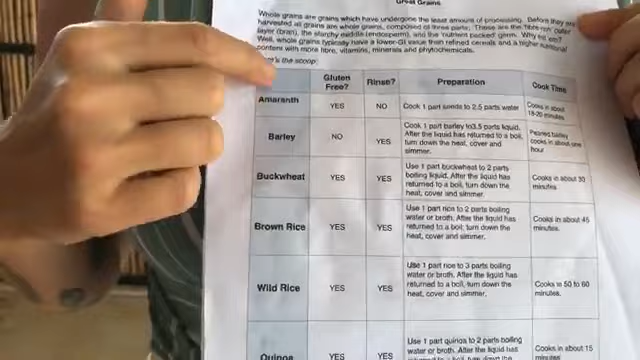 Great Grains
Whole grains are grains which have undergone the least amount of processing. Before they are
harvested all grains are whole grains, composed of three parts. These are the fibre-rich outer
layer (bran), the starchy middle (endosperm), and the 'nutrient packed' germ. Why eat 'em?
Well, whole grains typically have a lower-GI value than refined cereals and a higher nutritional
content with more fibre, vitamins, minerals and phytochemicals.
the scoop:
Gluten
Free? Rinse? Preparation Cook Time
Amaranth YES NO Cook 1 part seeds to 2.5 parts water Cooks in about
18-20 minutes
Barley NO YES Cook 1 part barley to3.5 parts liquid.
After the liquid has returned to a boil,
turn down the heat, cover and
simmer.
Pearled barley
cooks in about one
hour
Buckwheat YES YES Use 1 part buckwheat to 2 parts
boiling liquid. After the liquid has
returned to a boil, turn down the
heat, cover and simmer.
Cooks in about 30
minutes
Brown Rice YES YES Use 1 part rice to 2 parts boiling
water or broth. After the liquid has
returned to a boil, turn down the
heat, cover and simmer.
Cooks in about 45
minutes.
Wild Rice YES YES Use 1 part rice to 3 parts boiling
water or broth. After the liquid has
returned to a boil, turn down the
heat, cover and simmer.
Cooks in 50 to 60
minutes.
Quinoa YES YES Use 1 part quinoa to 2 parts boiling
water or broth. After the liquid has
returned to a boil, turn down the
Cooks in about 15
minutes